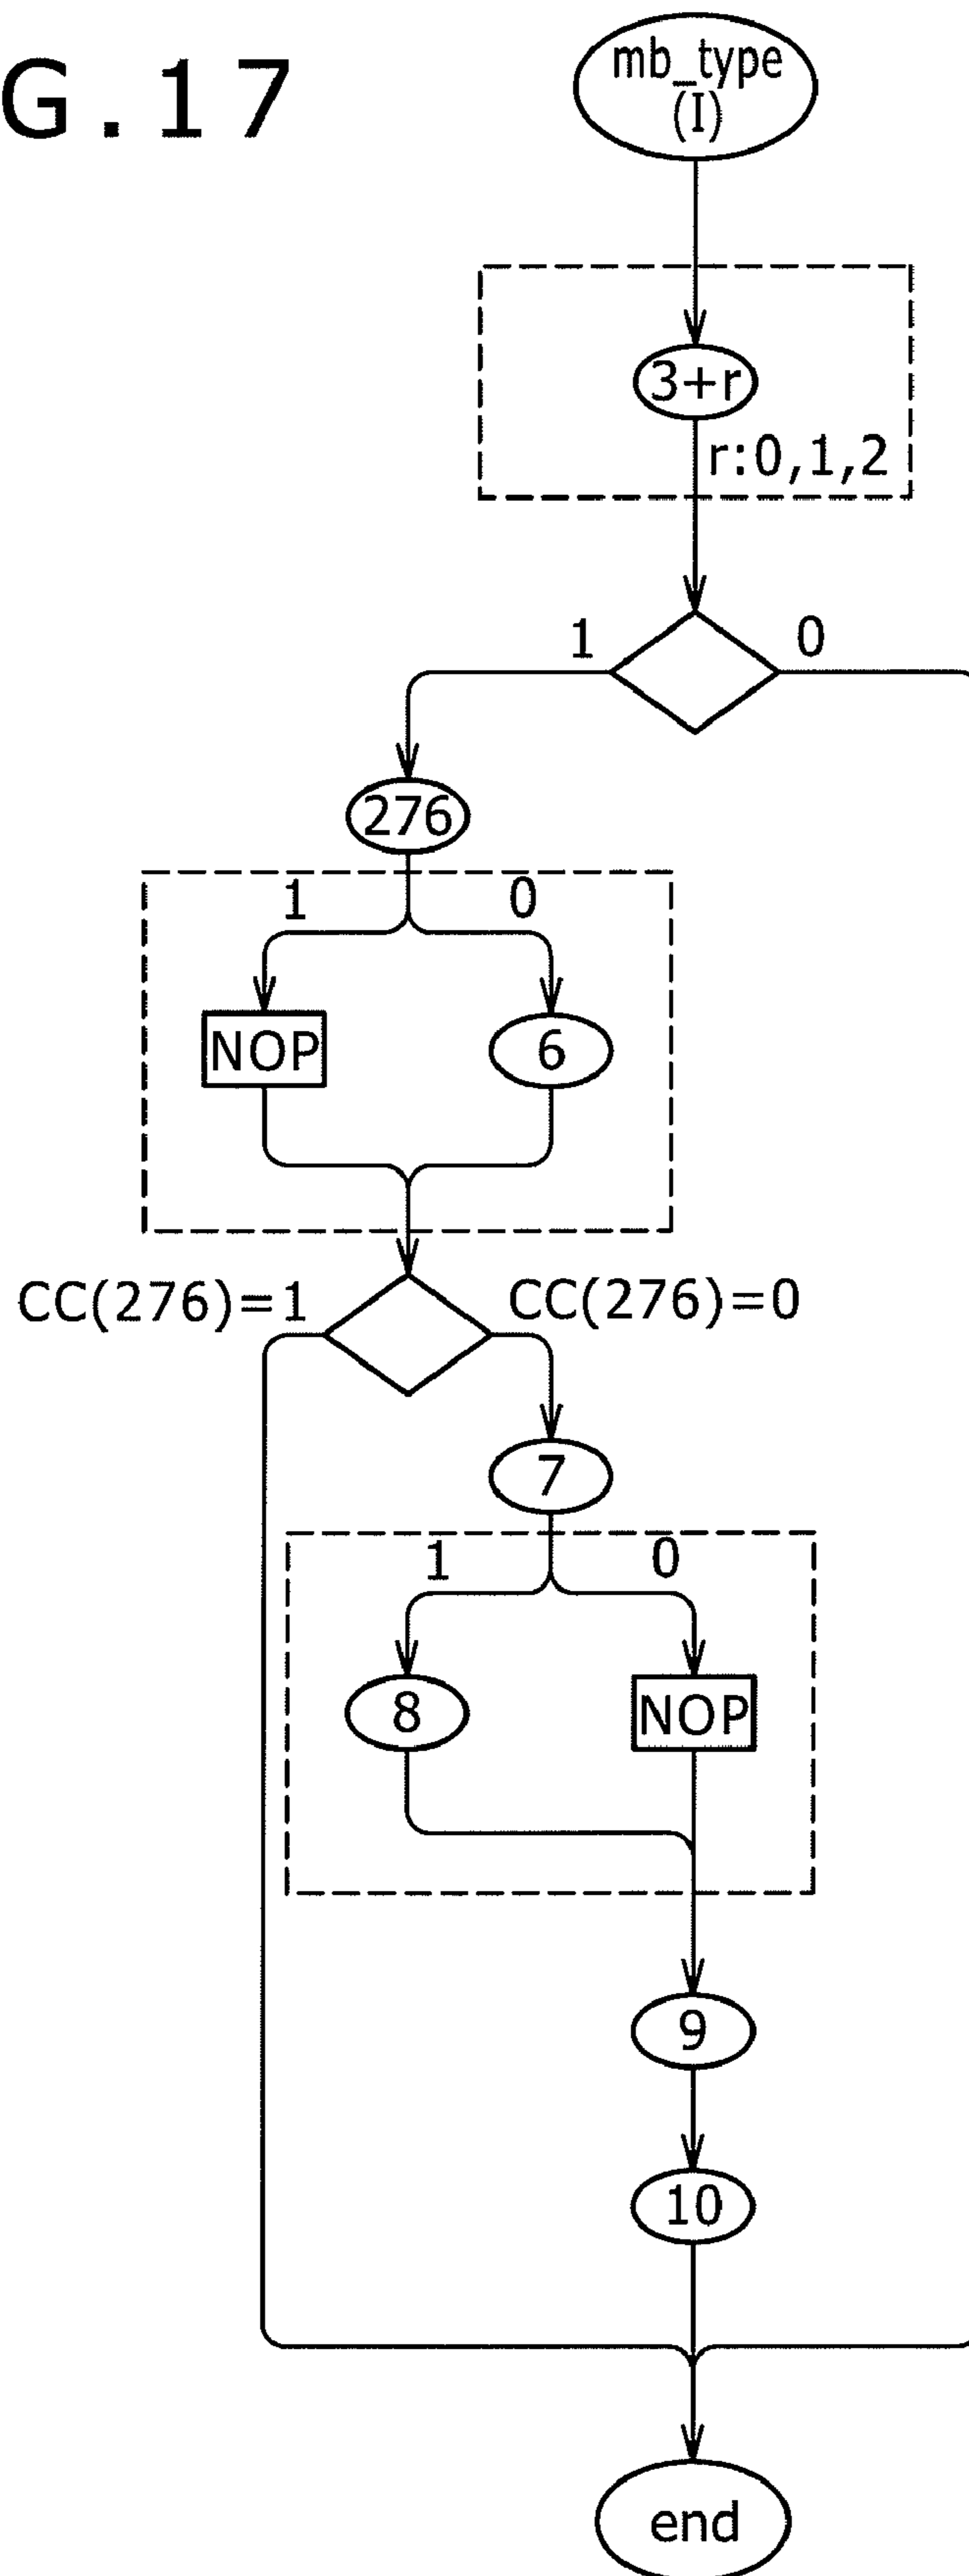 G.17
mb_type
(I)
3+r
r:0,1,2
1
0
276
1
0
NOP
6
CC(276)=1
CC(276)=0
7
1
0
8
NOP
9
10
end